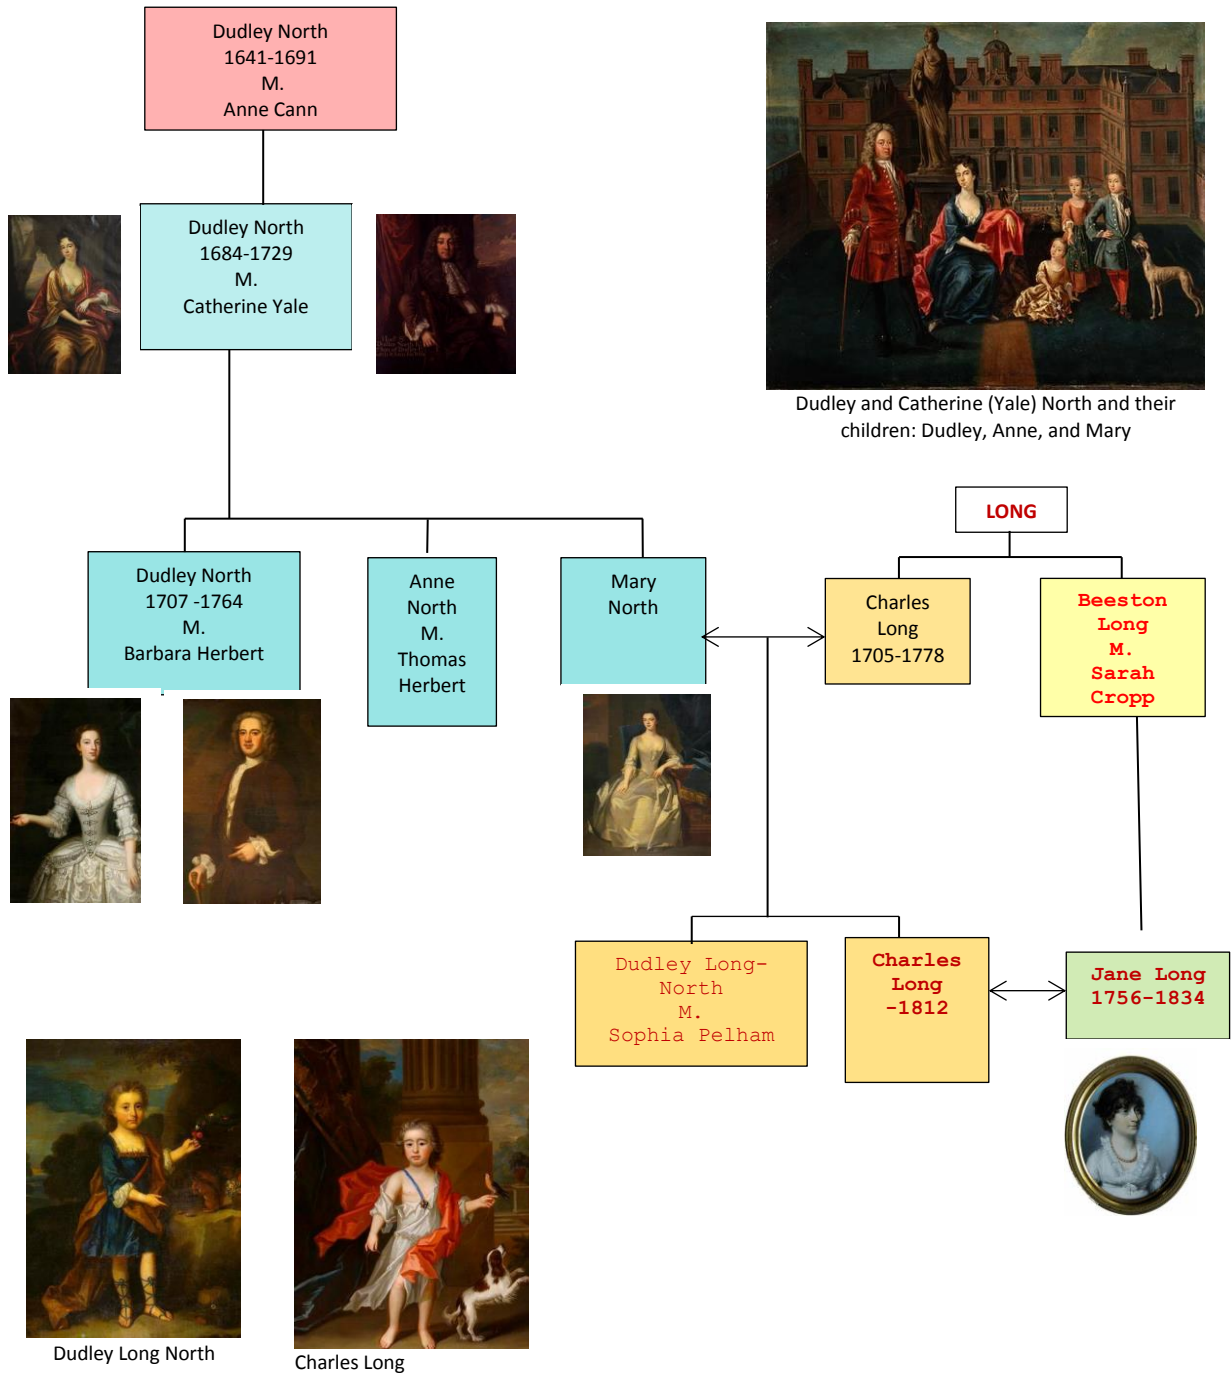 Dudley North
1641-1691
M.
Anne Cann
Dudley North
1684-1729
M.
Catherine Yale
Dudley and Catherine (Yale) North and their
children: Dudley, Anne, and Mary
LONG
Dudley North
1707 -1764
M.
Barbara Herbert
Anne
North
M.
Thomas
Herbert
Mary
North
Charles
Long
1705-1778
Beeston
Long
M.
Sarah
Cropp
Dudley Long-
North
M.
Sophia Pelham
Charles
Long
-1812
Jane Long
1756-1834
Dudley Long North
Charles Long